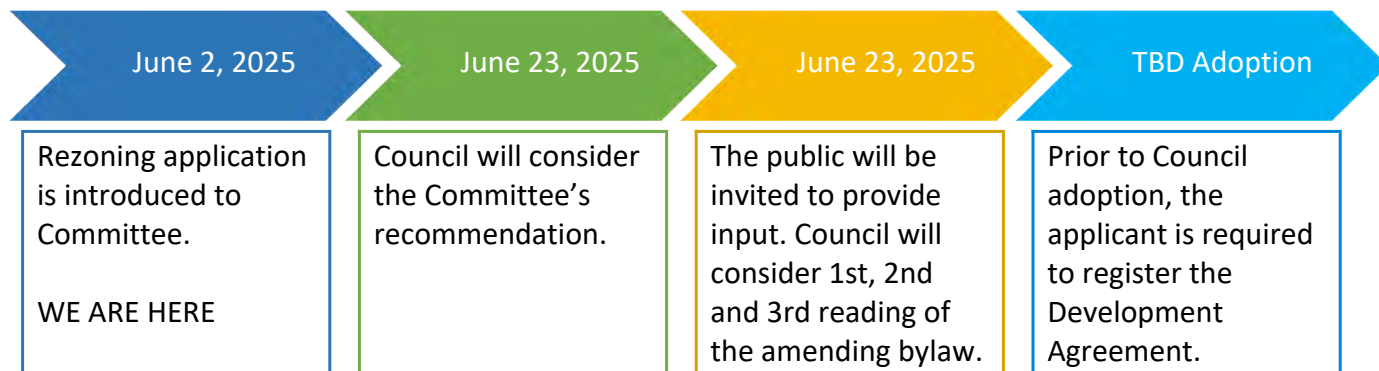 June 2, 2025
June 23, 2025
June 23, 2025
TBD Adoption
Rezoning application
is introduced to
Committee.
WE ARE HERE
Council will consider
the Committee’s
recommendation.
The public will be
invited to provide
input. Council will
consider 1st, 2nd
and 3rd reading of
the amending bylaw.
Prior to Council
adoption, the
applicant is required
to register the
Development
Agreement.